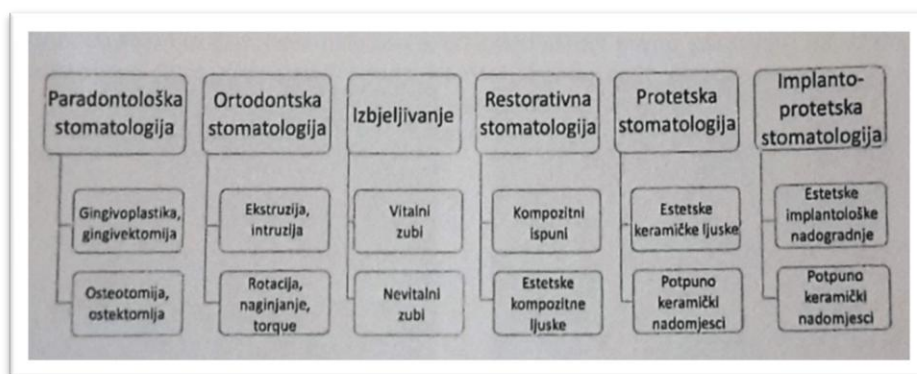 Paradontološka
stomatologija
Gingivoplastika,
gingivektomija
Osteotomija,
ostektomija
Ortodontska
stomatologija
Ekstruzija,
intruzija
Rotacija,
naginjanje,
torque
Izbjeljivanje
Vitalni
zubi
Nevitalni
zubi
Restorativna
stomatologija
Kompozitni
ispuni
Estetske
kompozitne
ljuske
Protetska
stomatologija
Estetske
keramičke ljuske
Potpuno
keramički
nadomjesci
Implanto-
protetska
stomatologija
Estetske
implantološke
nadogradnje
Potpuno
keramički
nadomjesci